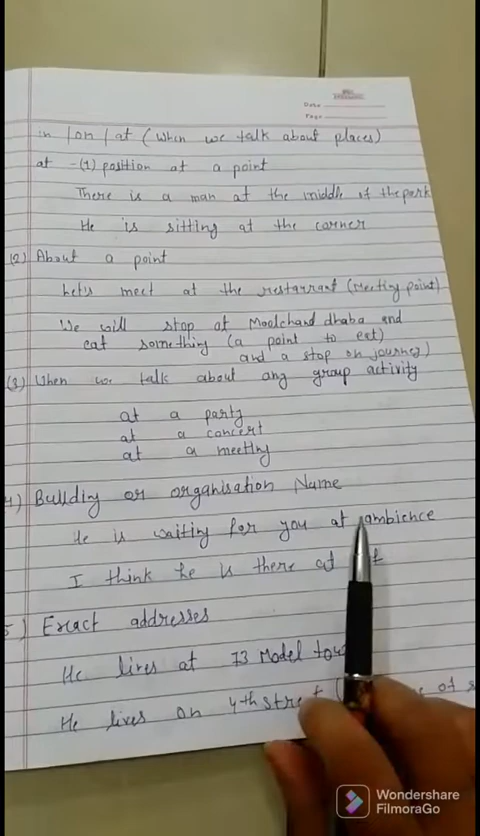 Date
Page
in /on / at (when we talk about places)
at -(1) position at a point
There is a man at the middle of the park
He is sitting at the corner
(2) About a point
Let's meet at the restarrant (Meeting point)
We will stop at Moolchand dhaba and
eat something (a point to eat)
and a stop on journey)
(3) When we talk about any group activity
at a party
at a concert
at a meeting
4) Building or organisation Name
He is waiting for you at ambience
I think he is there at
5) Exact addresses
He lives at 73 Model
He lives on 4th street of
Wondershare
FilmoraGo